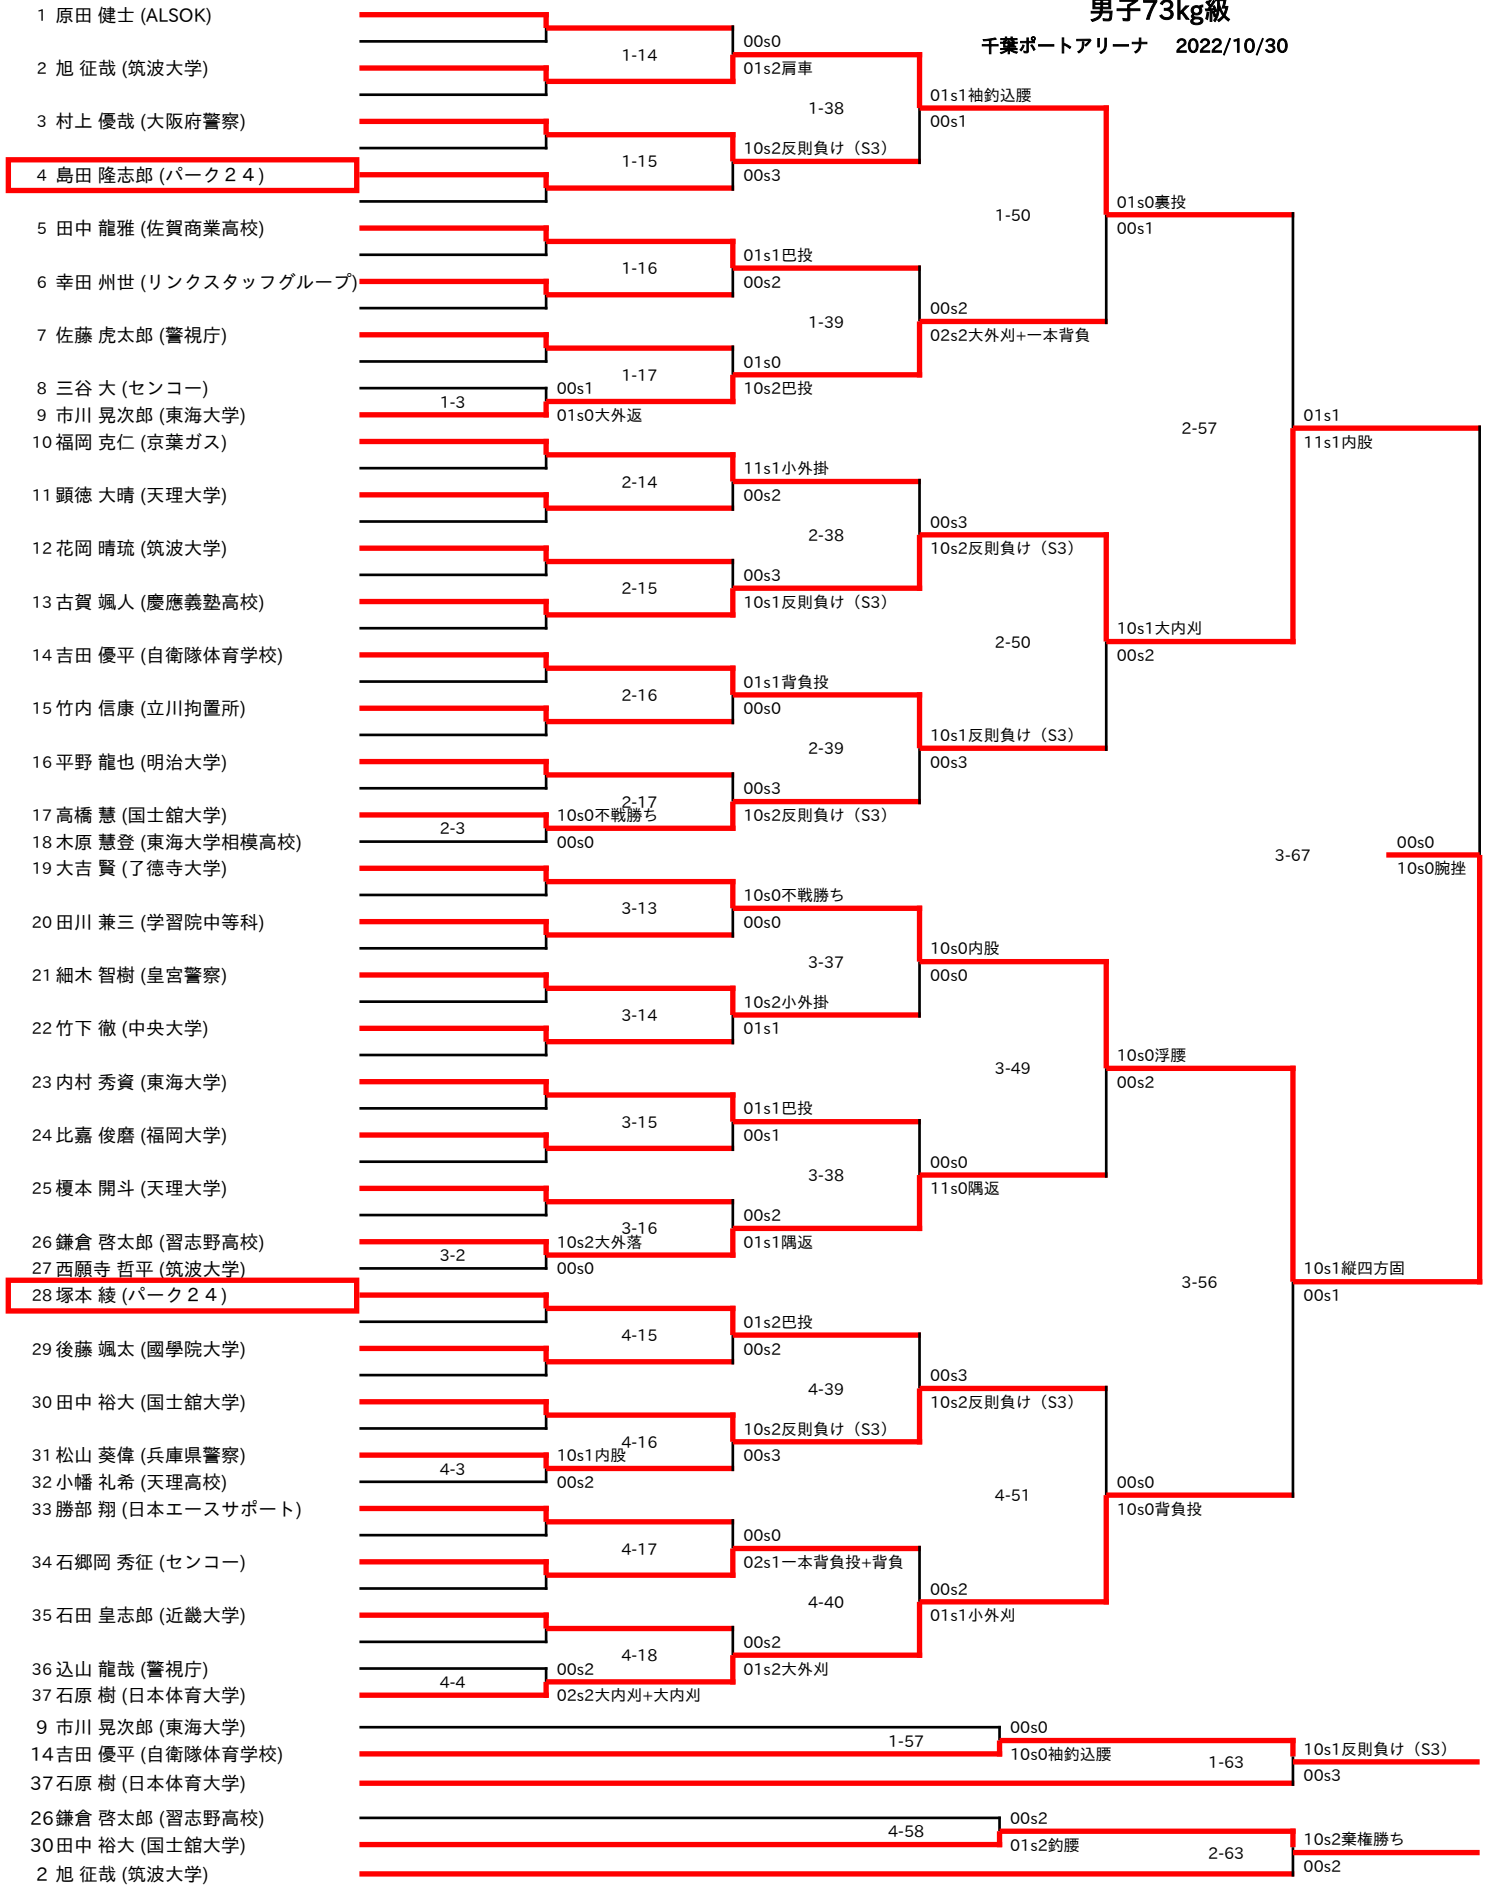 男子73kg級
千葉ポートアリーナ 2022/10/30
1 原田 健士 (ALSOK)
2 旭 征哉 (筑波大学)
3 村上 優哉 (大阪府警察)
4 島田 隆志郎 (パーク２４)
5 田中 龍雅 (佐賀商業高校)
6 幸田 州世 (リンクスタッフグループ)
7 佐藤 虎太郎 (警視庁)
8 三谷 大 (センコー)
9 市川 晃次郎 (東海大学)
10 福岡 克仁 (京葉ガス)
11 顕徳 大晴 (天理大学)
12 花岡 晴琉 (筑波大学)
13 古賀 颯人 (慶應義塾高校)
14 吉田 優平 (自衛隊体育学校)
15 竹内 信康 (立川拘置所)
16 平野 龍也 (明治大学)
17 高橋 慧 (国士舘大学)
18 木原 慧登 (東海大学相模高校)
19 大吉 賢 (了德寺大学)
20 田川 兼三 (学習院中等科)
21 細木 智樹 (皇宮警察)
22 竹下 徹 (中央大学)
23 内村 秀資 (東海大学)
24 比嘉 俊磨 (福岡大学)
25 榎本 開斗 (天理大学)
26 鎌倉 啓太郎 (習志野高校)
27 西願寺 哲平 (筑波大学)
28 塚本 綾 (パーク２４)
29 後藤 颯太 (國學院大学)
30 田中 裕大 (国士舘大学)
31 松山 葵偉 (兵庫県警察)
32 小幡 礼希 (天理高校)
33 勝部 翔 (日本エースサポート)
34 石郷岡 秀征 (センコー)
35 石田 皇志郎 (近畿大学)
36 込山 龍哉 (警視庁)
37 石原 樹 (日本体育大学)
1-3
00s1
01s0大外返
2-3
10s0不戦勝ち
00s0
3-2
10s2大外落
00s0
4-3
10s1内股
00s2
4-4
00s2
02s2大内刈+大内刈
1-14
00s0
01s2肩車
1-15
10s2反則負け（S3）
00s3
1-16
01s1巴投
00s2
1-17
01s0
10s2巴投
2-14
11s1小外掛
00s2
2-15
00s3
10s1反則負け（S3）
2-16
01s1背負投
00s0
2-17
00s3
10s2反則負け（S3）
3-13
10s0不戦勝ち
00s0
3-14
10s2小外掛
01s1
3-15
01s1巴投
00s1
3-16
00s2
01s1隅返
4-15
01s2巴投
00s2
4-16
10s2反則負け（S3）
00s3
4-17
00s0
02s1一本背負投+背負
4-18
00s2
01s2大外刈
1-38
01s1袖釣込腰
00s1
1-39
00s2
02s2大外刈+一本背負
2-38
00s3
10s2反則負け（S3）
2-39
10s1反則負け（S3）
00s3
3-37
10s0内股
00s0
3-38
00s0
11s0隅返
4-39
00s3
10s2反則負け（S3）
4-40
00s2
01s1小外刈
1-50
01s0裏投
00s1
2-50
10s1大内刈
00s2
3-49
10s0浮腰
00s2
4-51
00s0
10s0背負投
2-57
01s1
11s1内股
3-56
10s1縦四方固
00s1
3-67
00s0
10s0腕挫
9 市川 晃次郎 (東海大学)
14 吉田 優平 (自衛隊体育学校)
37 石原 樹 (日本体育大学)
1-57
00s0
10s0袖釣込腰
1-63
10s1反則負け（S3）
00s3
26 鎌倉 啓太郎 (習志野高校)
30 田中 裕大 (国士舘大学)
2 旭 征哉 (筑波大学)
4-58
00s2
01s2釣腰
2-63
10s2棄権勝ち
00s2